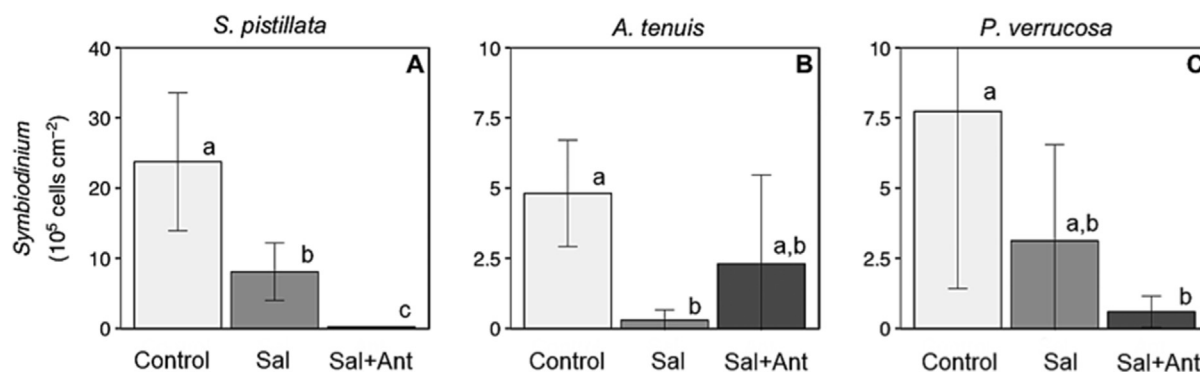 S. pistillata
A. tenuis
P. verrucosa
Symbiodinium
(10⁵ cells cm⁻²)
40
30
20
10
0
A
a
b
c
Control Sal Sal+Ant
10
7.5
5
2.5
0
B
a
b
a,b
Control Sal Sal+Ant
10
7.5
5
2.5
0
C
a
a,b
b
Control Sal Sal+Ant